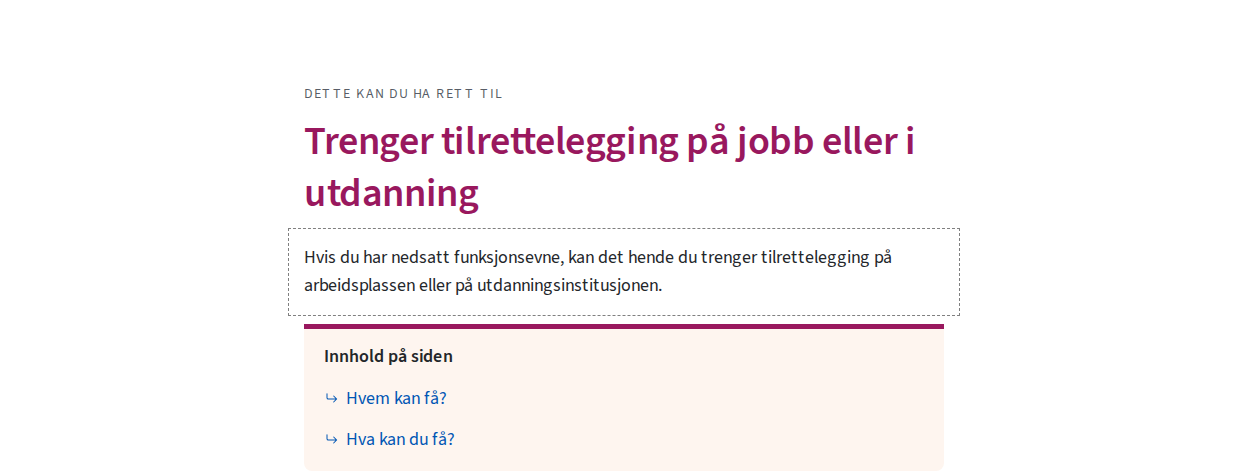 DETTE KAN DU HA RETT TIL
Trenger tilrettelegging på jobb eller i
utdanning
Hvis du har nedsatt funksjonsevne, kan det hende du trenger tilrettelegging på
arbeidsplassen eller på utdanningsinstitusjonen.
Innhold på siden
Hvem kan få?
Hva kan du få?